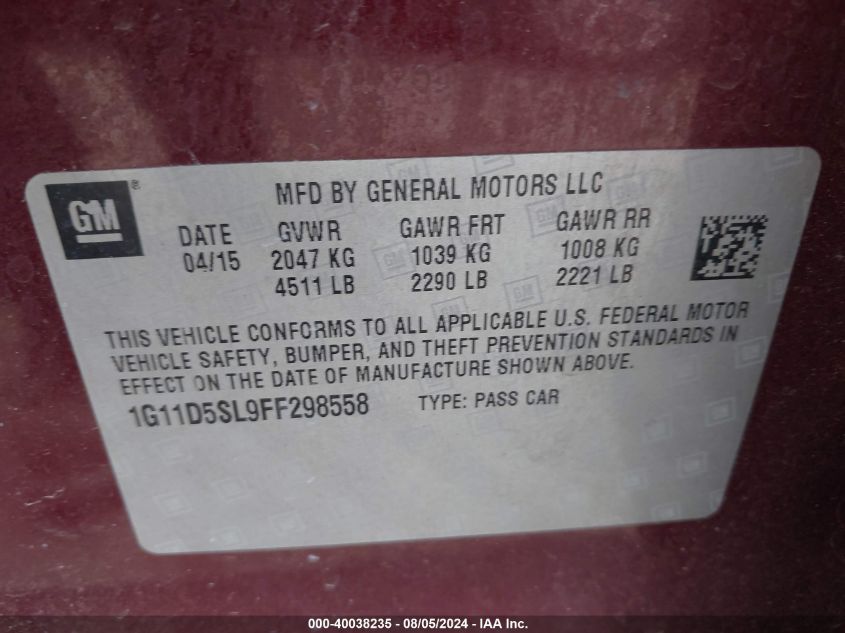 GM®
MFD BY GENERAL MOTORS LLC
DATE GVWR GAWR FRT GAWR RR
04/15 2047 KG 1039 KG 1008 KG
4511 LB 2290 LB 2221 LB
THIS VEHICLE CONFORMS TO ALL APPLICABLE U.S. FEDERAL MOTOR
VEHICLE SAFETY, BUMPER, AND THEFT PREVENTION STANDARDS IN
EFFECT ON THE DATE OF MANUFACTURE SHOWN ABOVE.
1G11D5SL9FF298558 TYPE: PASS CAR
000-40038235 - 08/05/2024 - IAA Inc.